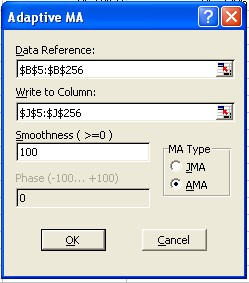 Adaptive MA
Data Reference:
$B$5:$B$256
Write to Column:
$J$5:$J$256
Smoothness ( >=0 )
100
MA Type
JMA
AMA
Phase (-100... +100)
0
OK
Cancel